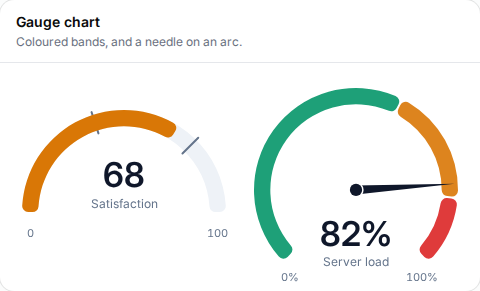 Gauge chart
Coloured bands, and a needle on an arc.
68
Satisfaction
0
100
82%
Server load
0%
100%